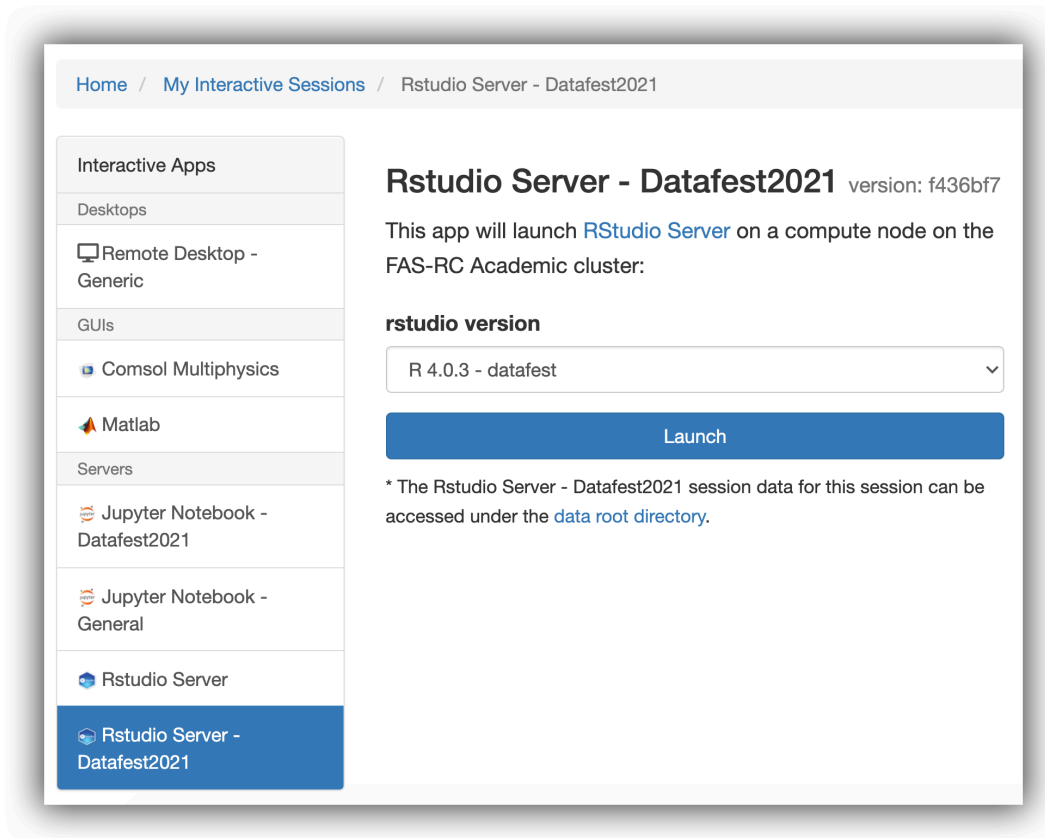 Home / My Interactive Sessions / Rstudio Server - Datafest2021
Interactive Apps
Desktops
Remote Desktop -
Generic
GUIs
Comsol Multiphysics
Matlab
Servers
Jupyter Notebook -
Datafest2021
Jupyter Notebook -
General
Rstudio Server
Rstudio Server -
Datafest2021
Rstudio Server - Datafest2021 version: f436bf7
This app will launch RStudio Server on a compute node on the
FAS-RC Academic cluster:
rstudio version
R 4.0.3 - datafest
Launch
* The Rstudio Server - Datafest2021 session data for this session can be
accessed under the data root directory.